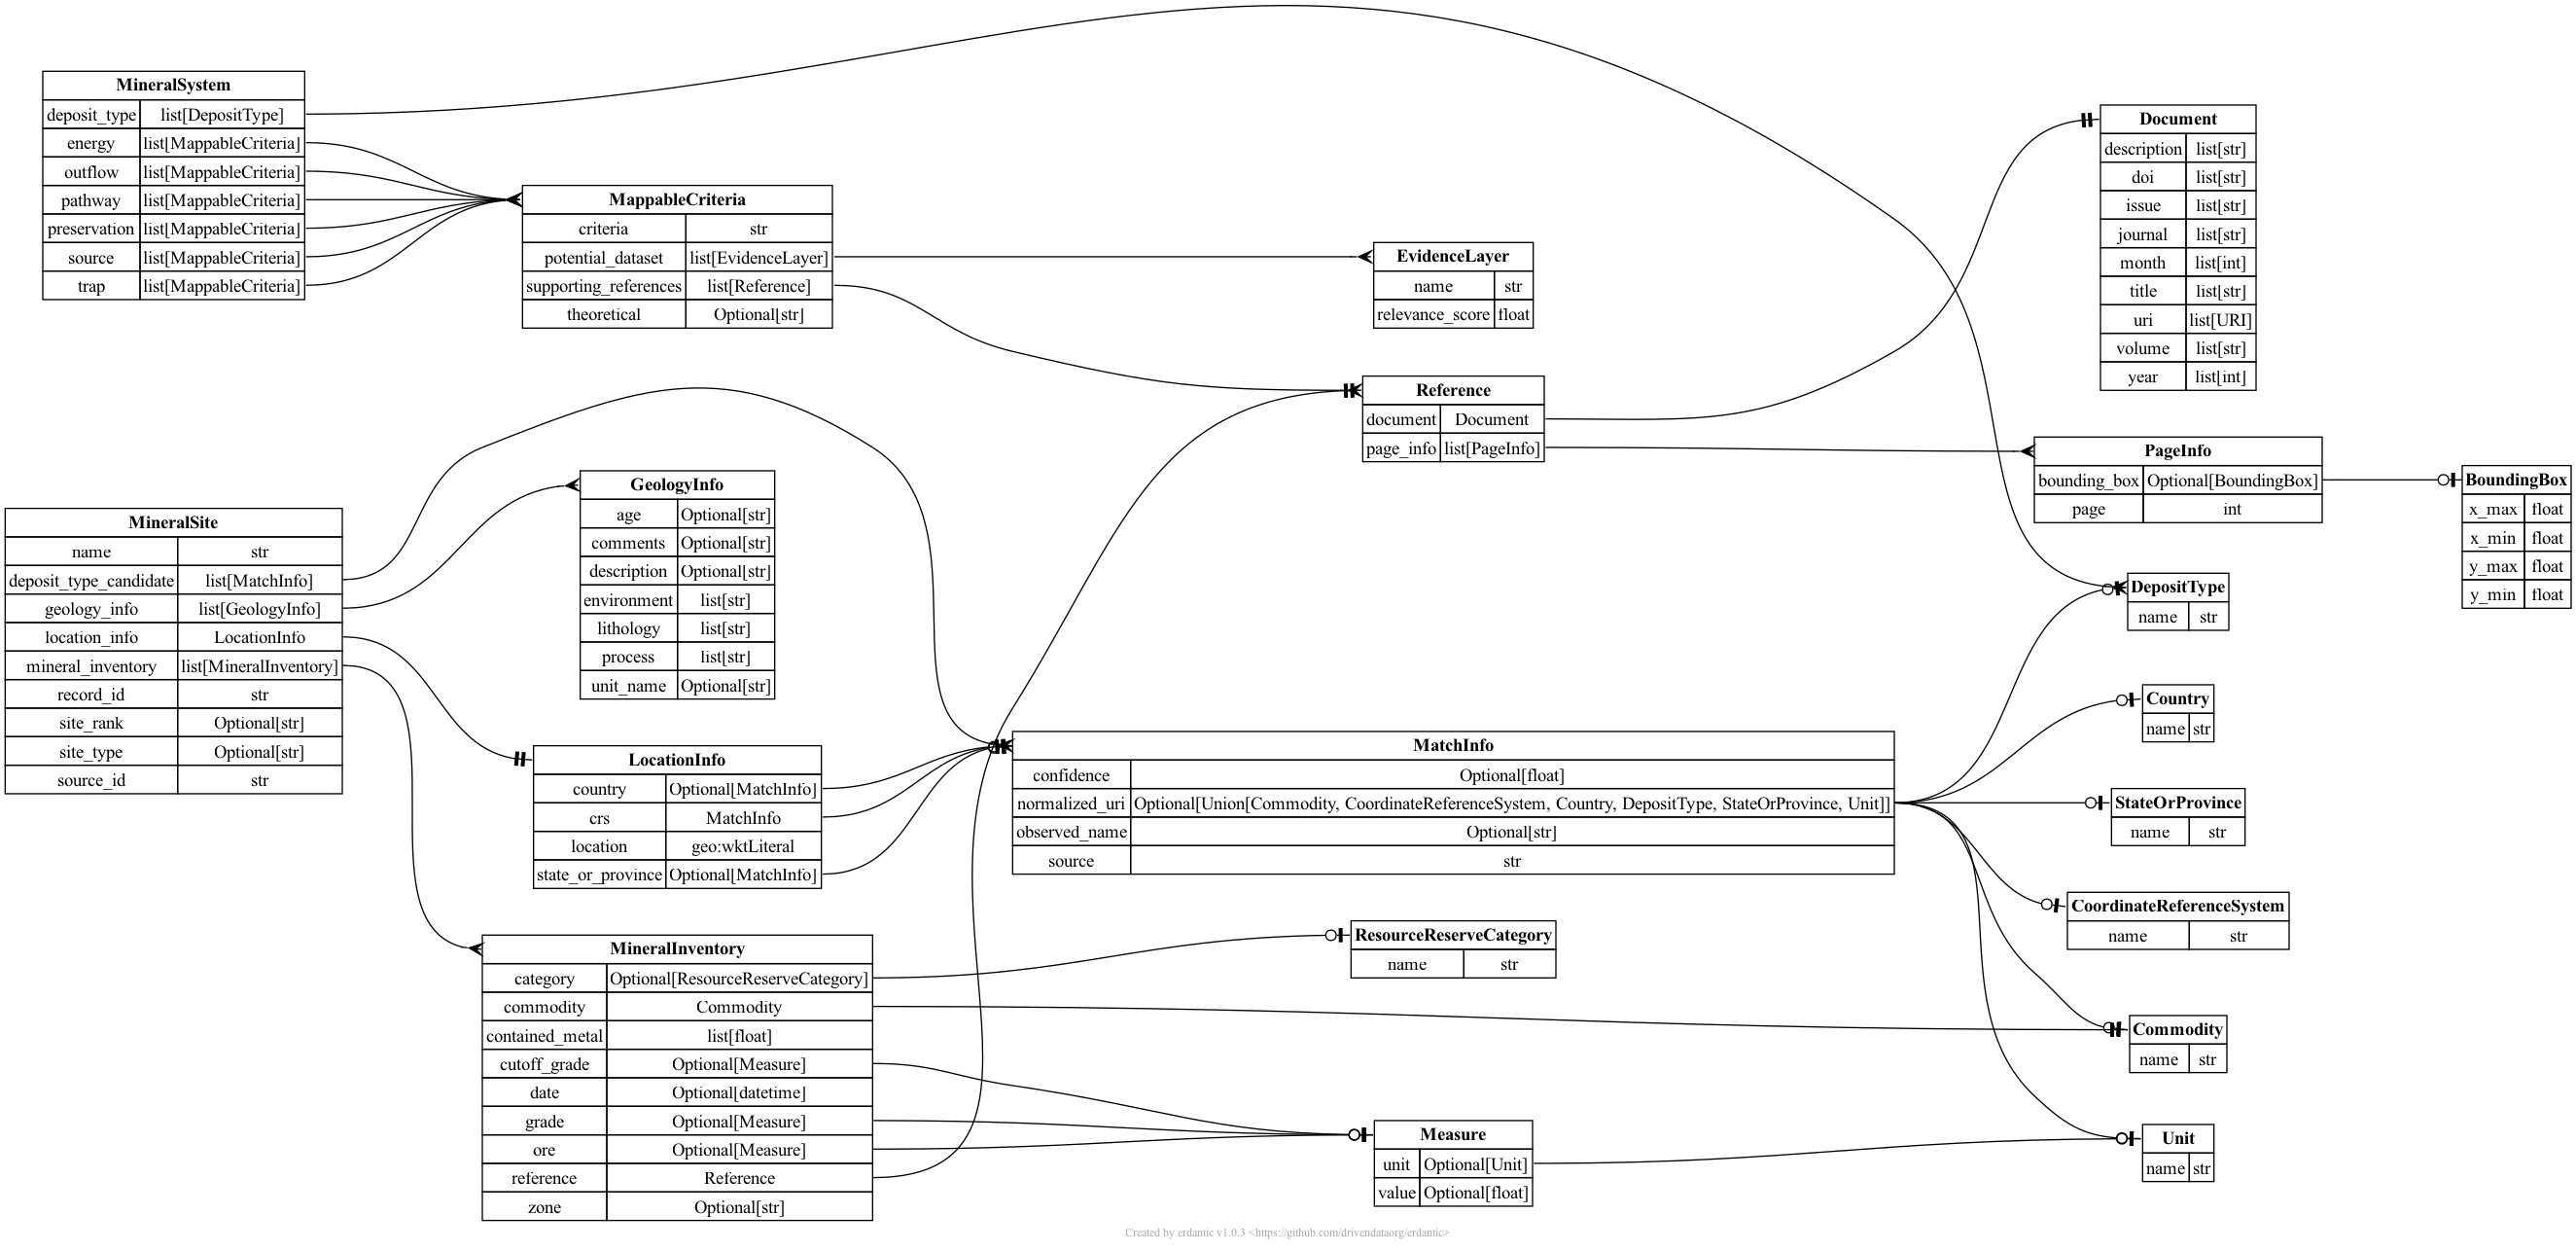 MineralSystem
deposit_type list[DepositType]
energy list[MappableCriteria]
outflow list[MappableCriteria]
pathway list[MappableCriteria]
preservation list[MappableCriteria]
source list[MappableCriteria]
trap list[MappableCriteria]
MappableCriteria
criteria str
potential_dataset list[EvidenceLayer]
supporting_references list[Reference]
theoretical Optional[str]
EvidenceLayer
name str
relevance_score float
Document
description list[str]
doi list[str]
issue list[str]
journal list[str]
month list[int]
title list[str]
uri list[URI]
volume list[str]
year list[int]
Reference
document Document
page_info list[PageInfo]
PageInfo
bounding_box Optional[BoundingBox]
page int
BoundingBox
x_max float
x_min float
y_max float
y_min float
MineralSite
name str
deposit_type_candidate list[MatchInfo]
geology_info list[GeologyInfo]
location_info LocationInfo
mineral_inventory list[MineralInventory]
record_id str
site_rank Optional[str]
site_type Optional[str]
source_id str
GeologyInfo
age Optional[str]
comments Optional[str]
description Optional[str]
environment list[str]
lithology list[str]
process list[str]
unit_name Optional[str]
LocationInfo
country Optional[MatchInfo]
crs MatchInfo
location geo:wktLiteral
state_or_province Optional[MatchInfo]
MatchInfo
confidence Optional[float]
normalized_uri Optional[Union[Commodity, CoordinateReferenceSystem, Country, DepositType, StateOrProvince, Unit]]
observed_name Optional[str]
source str
DepositType
name str
Country
name str
StateOrProvince
name str
CoordinateReferenceSystem
name str
Commodity
name str
Unit
name str
MineralInventory
category Optional[ResourceReserveCategory]
commodity Commodity
contained_metal list[float]
cutoff_grade Optional[Measure]
date Optional[datetime]
grade Optional[Measure]
ore Optional[Measure]
reference Reference
zone Optional[str]
ResourceReserveCategory
name str
Measure
unit Optional[Unit]
value Optional[float]
Created by erdantic v1.0.3 <https://github.com/drivendataorg/erdantic>